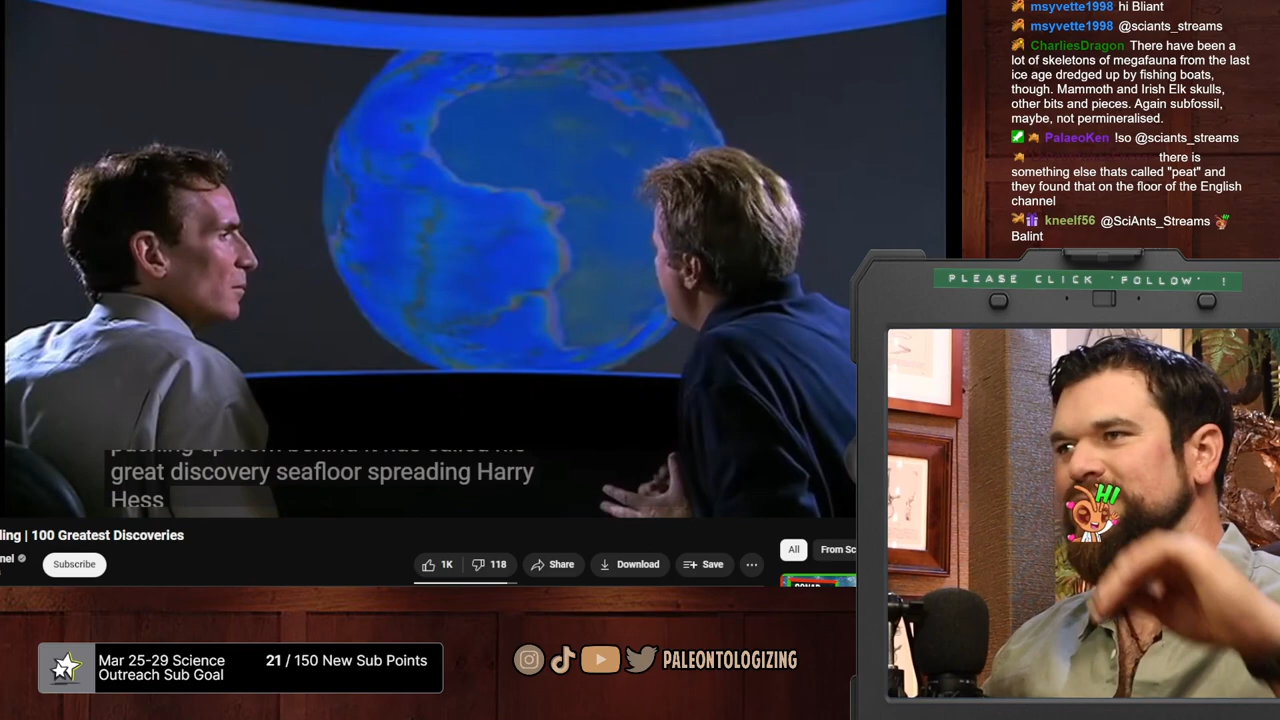 msyvette1998 hi Bliant
msyvette1998 @sciants_streams
CharliesDragon There have been a
lot of skeletons of megafauna from the last
ice age dredged up by fishing boats,
though. Mammoth and Irish Elk skulls,
other bits and pieces. Again subfossil,
maybe, not permineralised.
PalaeoKen !so @sciants_streams
there is
something else thats called "peat" and
they found that on the floor of the English
channel
kneelf56 @SciAnts_Streams
Balint
PLEASE CLICK 'FOLLOW' !
HI
great discovery seafloor spreading Harry
Hess
ding | 100 Greatest Discoveries
nel
Subscribe
1K
118
Share
Download
Save
All
From Sc
Mar 25-29 Science
Outreach Sub Goal
21 / 150 New Sub Points
PALEONTOLOGIZING